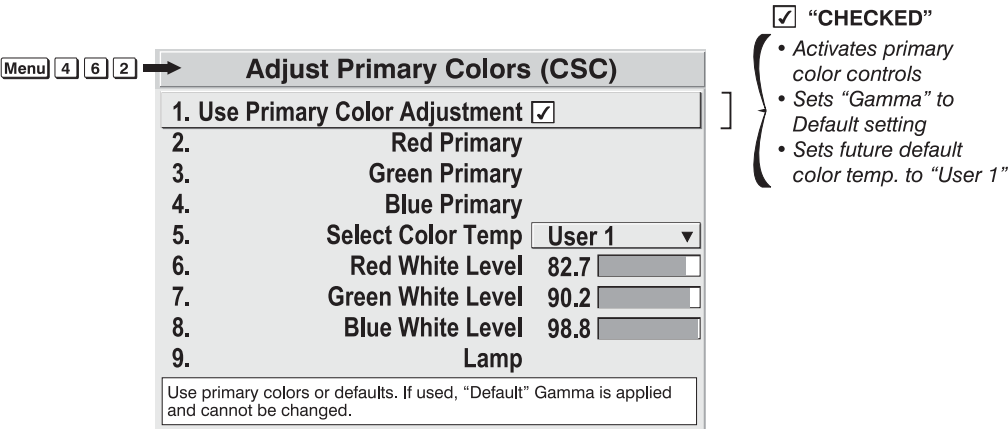 Menu 4 6 2
Adjust Primary Colors (CSC)
1. Use Primary Color Adjustment
2. Red Primary
3. Green Primary
4. Blue Primary
5. Select Color Temp User 1
6. Red White Level 82.7
7. Green White Level 90.2
8. Blue White Level 98.8
9. Lamp
Use primary colors or defaults. If used, “Default” Gamma is applied
and cannot be changed.
“CHECKED”
• Activates primary
color controls
• Sets “Gamma” to
Default setting
• Sets future default
color temp. to “User 1”